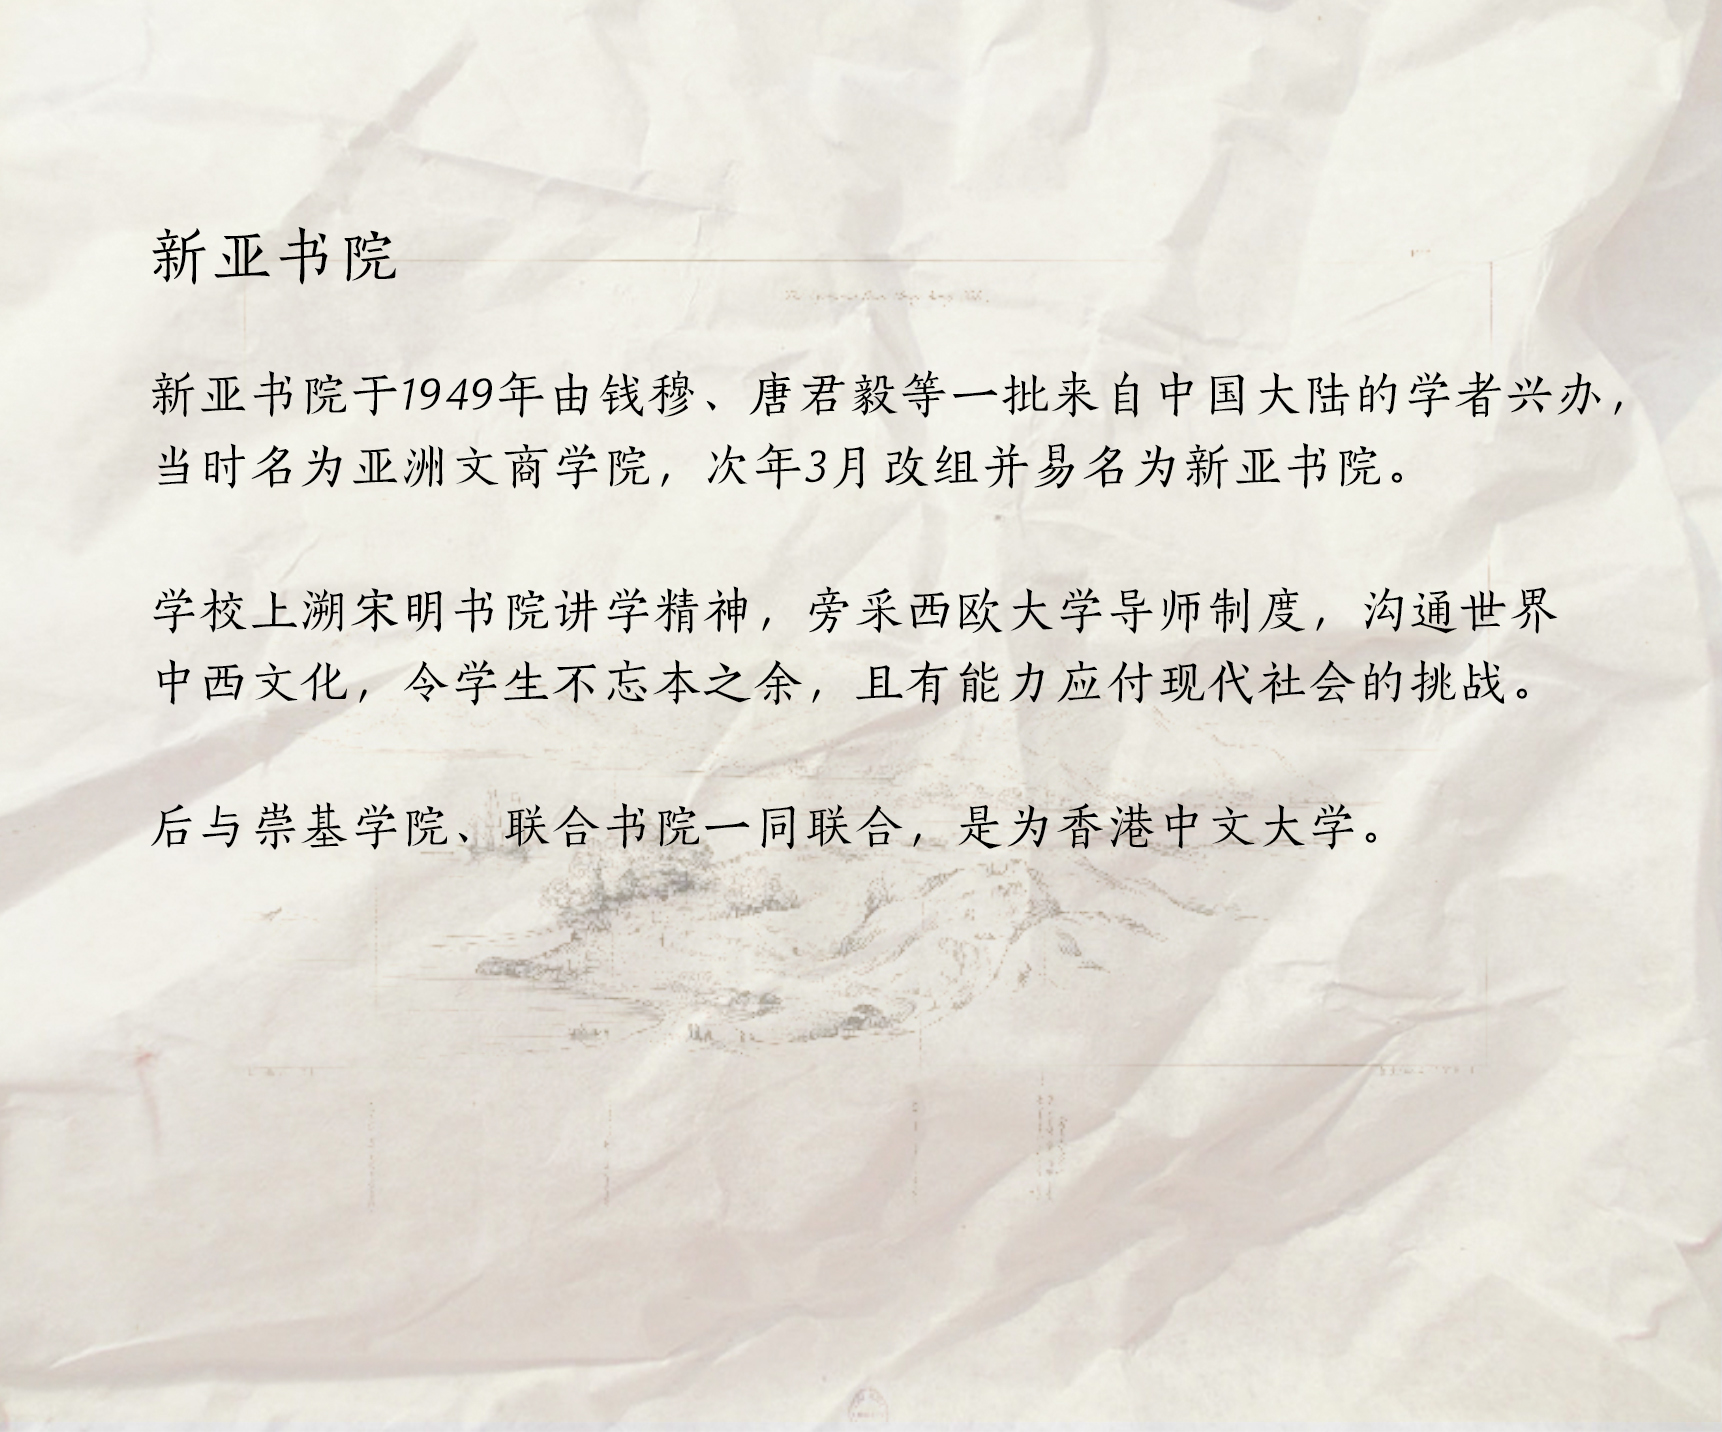 新亚书院
新亚书院于1949年由钱穆、唐君毅等一批来自中国大陆的学者兴办，
当时名为亚洲文商学院，次年3月改组并易名为新亚书院。
学校上溯宋明书院讲学精神，旁采西欧大学导师制度，沟通世界
中西文化，令学生不忘本之余，且有能力应付现代社会的挑战。
后与崇基学院、联合书院一同联合，是为香港中文大学。